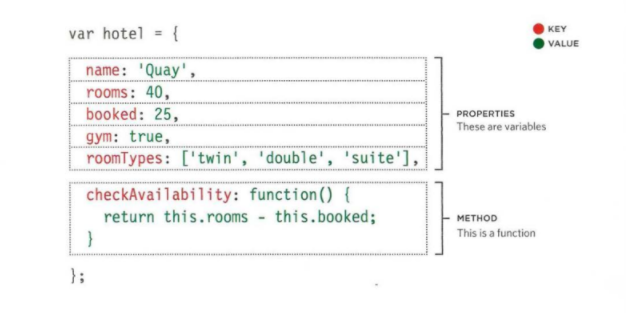 var hotel = {
KEY
VALUE
name: 'Quay',
rooms: 40,
booked: 25,
gym: true,
roomTypes: ['twin', 'double', 'suite'],
PROPERTIES
These are variables
checkAvailability: function() {
return this.rooms - this.booked;
}
METHOD
This is a function
};